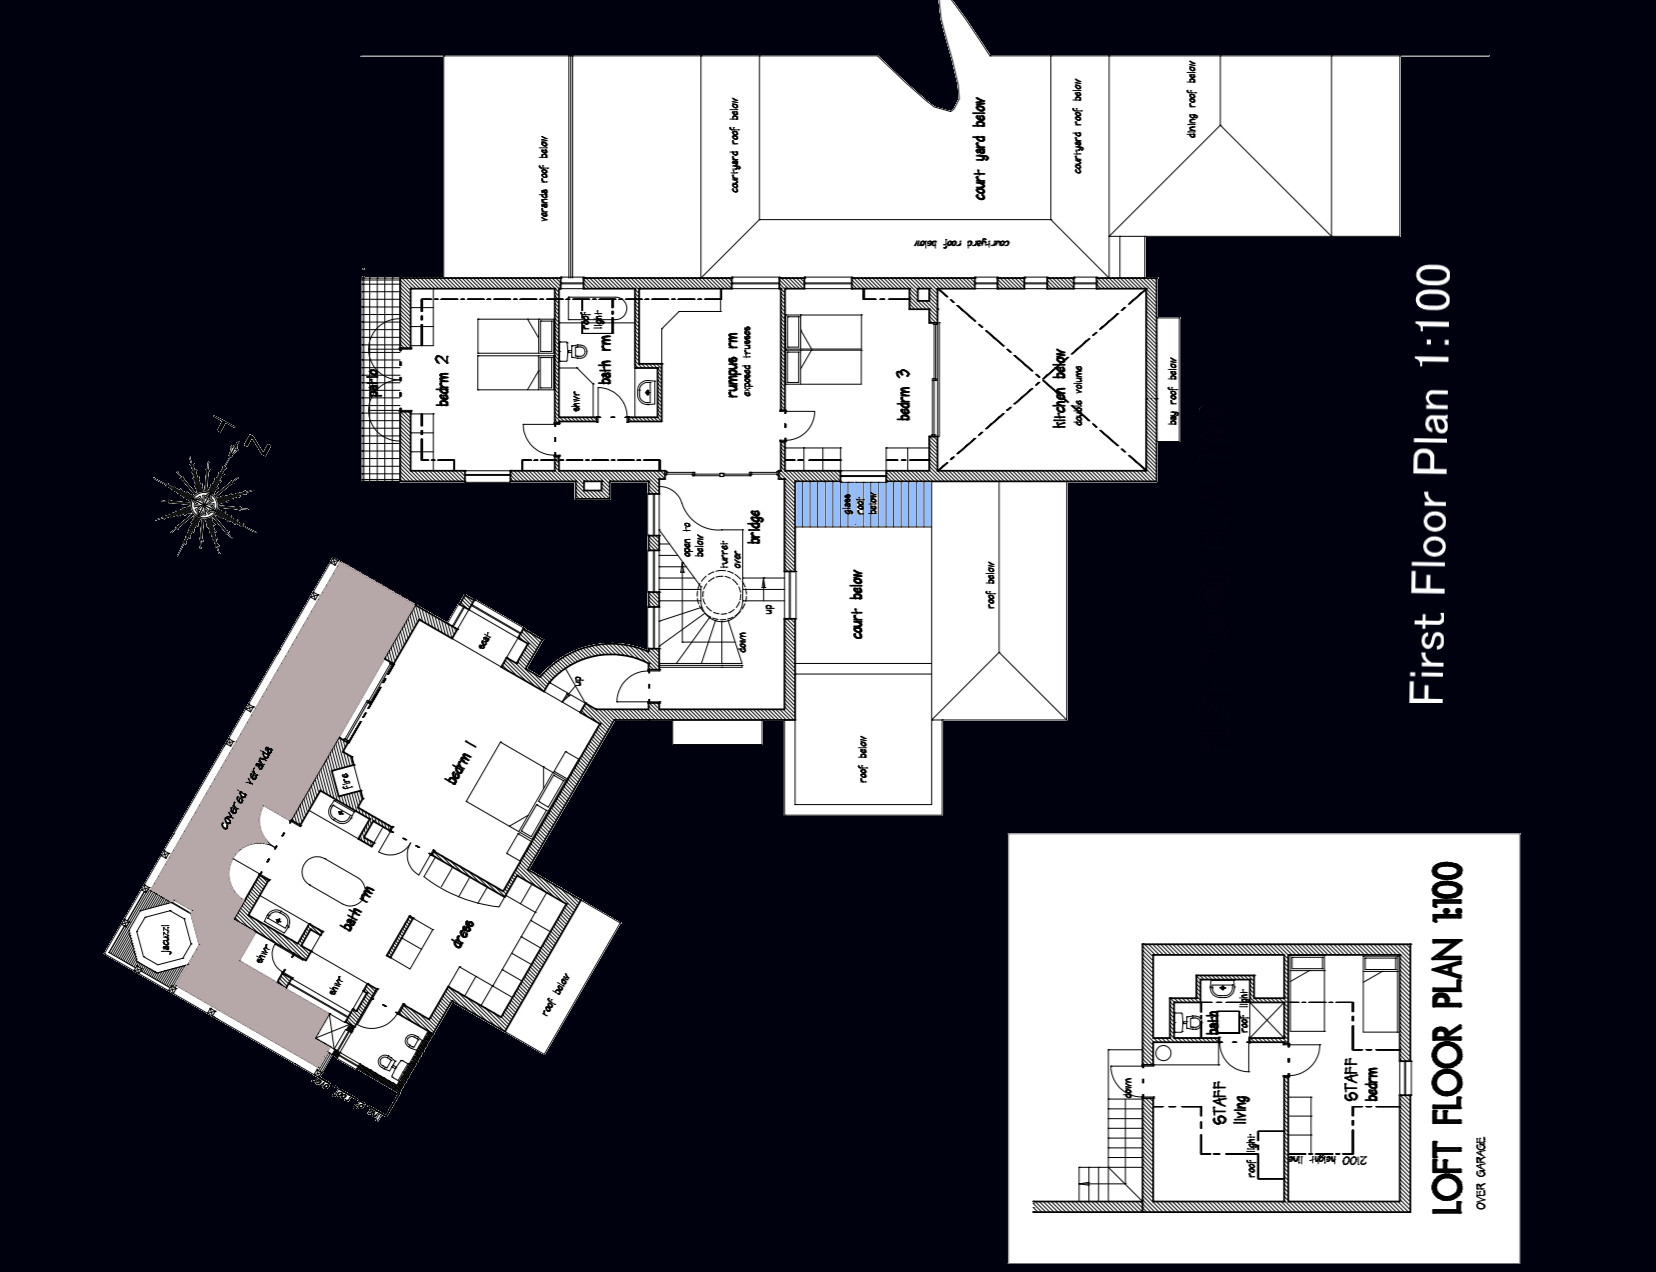 First Floor Plan 1:100
veranda roof below
courtyard roof below
court yard below
courtyard roof below
dining roof below
courtyard roof below
patio
bedrm 2
roof
light
bath rm
shwr
rumpus rm
exposed trusses
bedrm 3
kitchen below
double volume
bay roof below
open to
below
turret
over
bridge
up
down
glass
roof
below
court below
roof below
roof below
N
seat
up
bedrm 1
fire
covered veranda
jacuzzi
bath rm
shwr
shwr
dress
roof below
LOFT FLOOR PLAN 1:100
OVER GARAGE
bath
roof light
down
STAFF
living
roof light
STAFF
bedrm
2100 height line